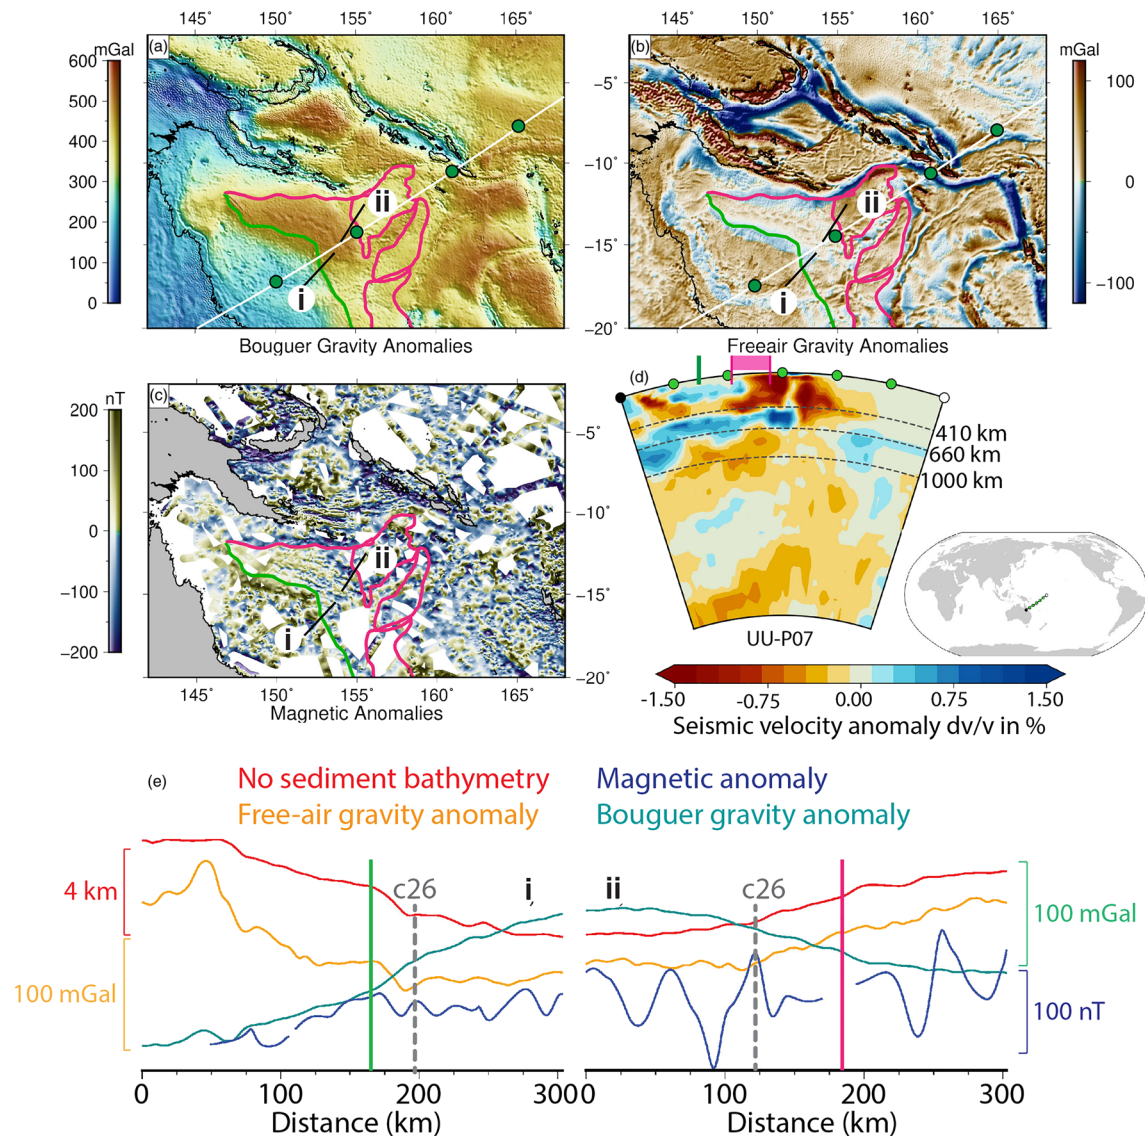 145˚ 150˚ 155˚ 160˚ 165˚
145˚ 150˚ 155˚ 160˚ 165˚
mGal
600
500
400
300
200
100
0
(a)
ii
i
Bouguer Gravity Anomalies
(b)
−5˚
−10˚
−15˚
−20˚
ii
i
Freeair Gravity Anomalies
mGal
100
0
−100
nT
200
100
0
−100
−200
(c)
ii
i
−5˚
−10˚
−15˚
−20˚
145˚ 150˚ 155˚ 160˚ 165˚
Magnetic Anomalies
(d)
410 km
660 km
1000 km
UU-P07
-1.50 -0.75 0.00 0.75 1.50
Seismic velocity anomaly dv/v in %
(e)
No sediment bathymetry
Free-air gravity anomaly
Magnetic anomaly
Bouguer gravity anomaly
4 km
100 mGal
c26
i
ii
c26
100 mGal
100 nT
0 100 200 300
0 100 200 300
Distance (km)
Distance (km)